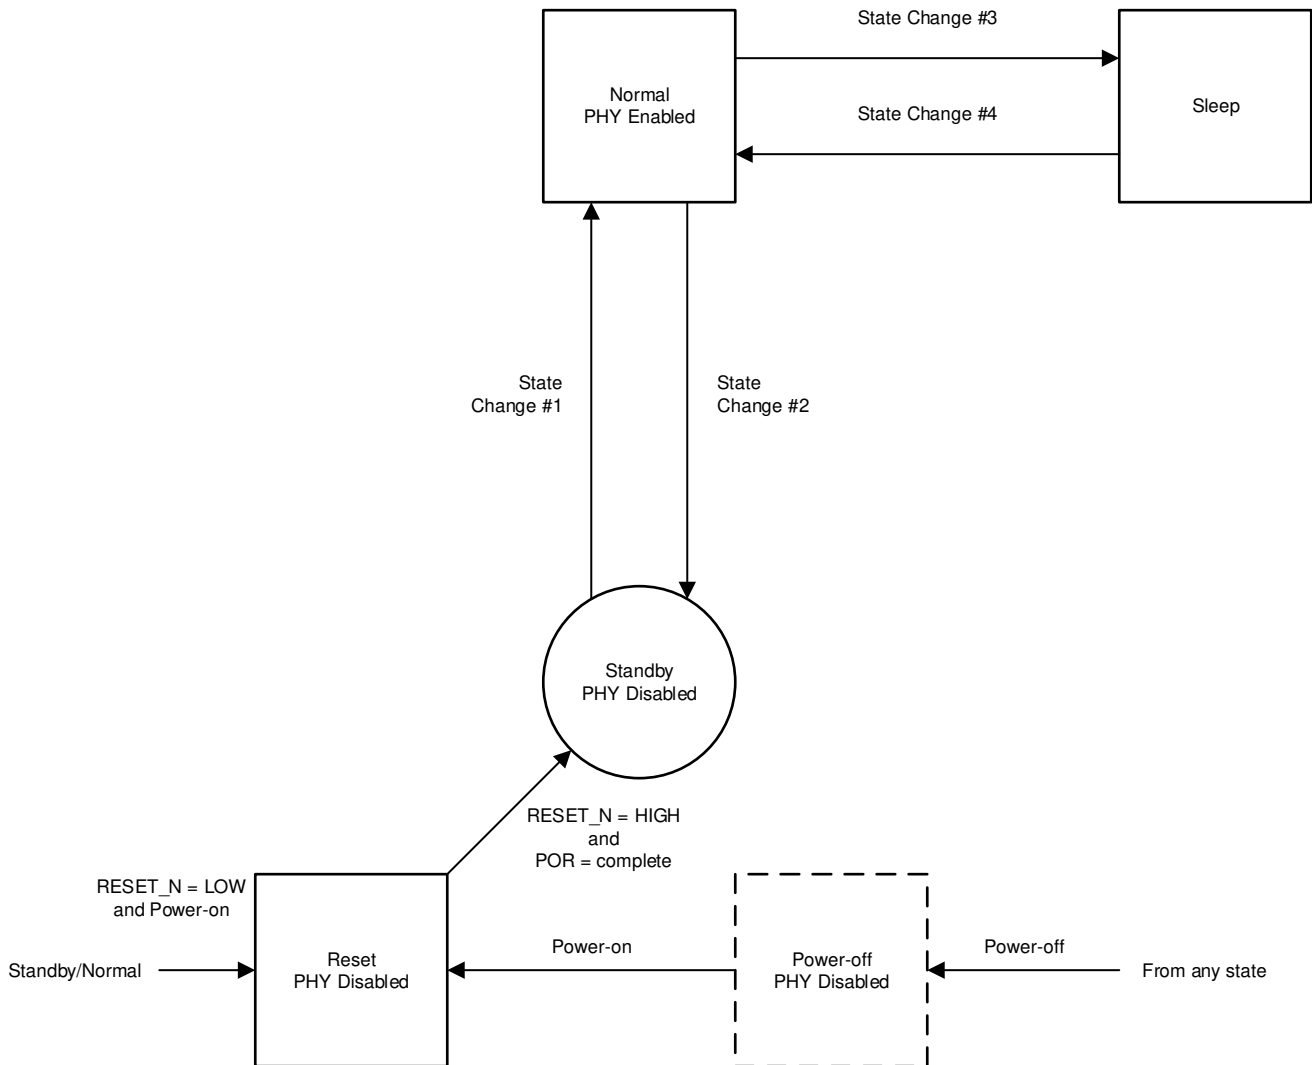 State Change #3
Normal
PHY Enabled
Sleep
State Change #4
State
Change #1
State
Change #2
Standby
PHY Disabled
RESET_N = HIGH
and
POR = complete
RESET_N = LOW
and Power-on
Standby/Normal
Reset
PHY Disabled
Power-on
Power-off
PHY Disabled
Power-off
From any state